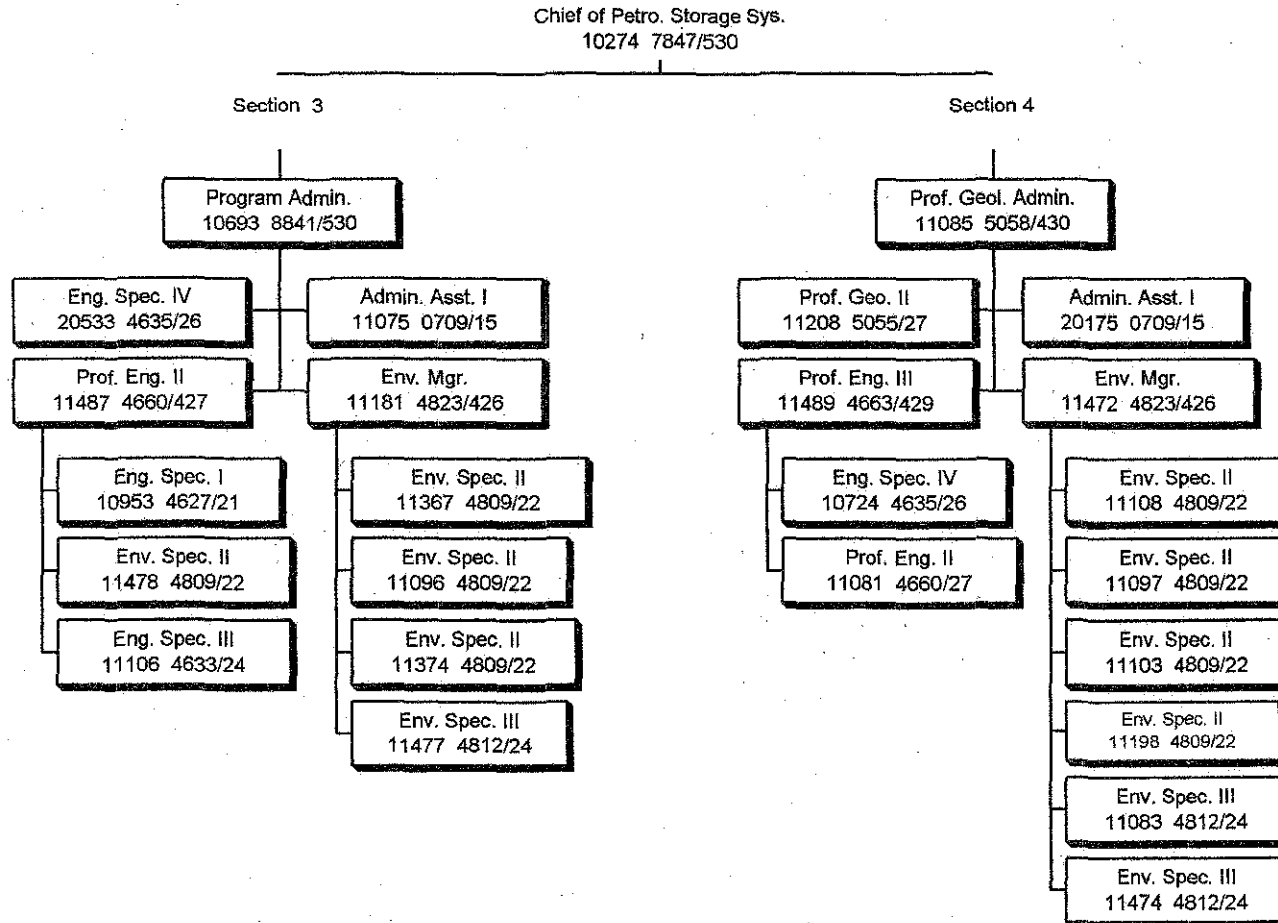 Chief of Petro. Storage Sys.
10274 7847/530
Section 3
Program Admin.
10693 8841/530
Eng. Spec. IV
20533 4635/26
Admin. Asst. I
11075 0709/15
Prof. Eng. II
11487 4660/427
Env. Mgr.
11181 4823/426
Eng. Spec. I
10953 4627/21
Env. Spec. II
11478 4809/22
Eng. Spec. III
11106 4633/24
Env. Spec. II
11367 4809/22
Env. Spec. II
11096 4809/22
Env. Spec. II
11374 4809/22
Env. Spec. III
11477 4812/24
Section 4
Prof. Geol. Admin.
11085 5058/430
Prof. Geo. II
11208 5055/27
Admin. Asst. I
20175 0709/15
Prof. Eng. III
11489 4663/429
Env. Mgr.
11472 4823/426
Eng. Spec. IV
10724 4635/26
Prof. Eng. II
11081 4660/27
Env. Spec. II
11108 4809/22
Env. Spec. II
11097 4809/22
Env. Spec. II
11103 4809/22
Env. Spec. II
11198 4809/22
Env. Spec. III
11083 4812/24
Env. Spec. III
11474 4812/24